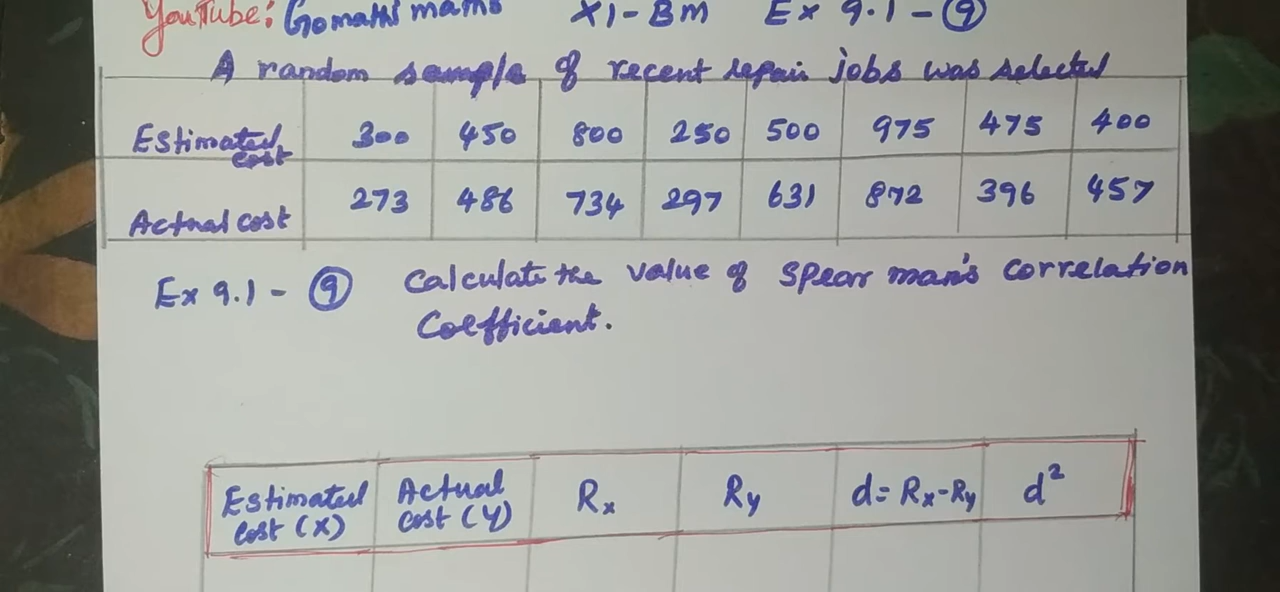 YouTube: Gomathi mams XI-BM Ex 9.1-⑨
A random sample of recent repair jobs was selected
Estimated cost 300 450 800 250 500 975 475 400
Actual cost 273 486 734 297 631 872 396 457
Ex 9.1-⑨ Calculate the value of Spear man's Correlation
Coefficient.
Estimated cost (X) Actual cost (Y) Rx Ry d=Rx-Ry d²